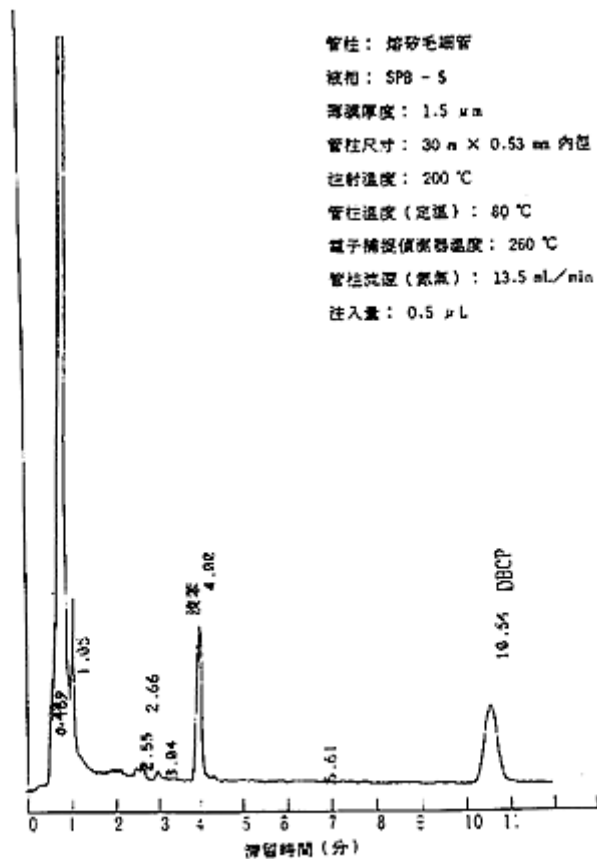 管柱： 熔矽毛細管
液相： SPB - 5
薄膜厚度： 1.5 μm
管柱尺寸： 30 m × 0.53 mm 內徑
注射溫度： 200 ℃
管柱溫度（定溫）： 80 ℃
電子捕捉偵測器溫度： 260 ℃
管柱流速（氮氣）： 13.5 mL/min
注入量： 0.5 μL
1.05
2.55
2.66
3.04
溴苯
4.00
10.54 DBCP
0 1 2 3 4 5 6 7 8 9 10 11
滯留時間（分）